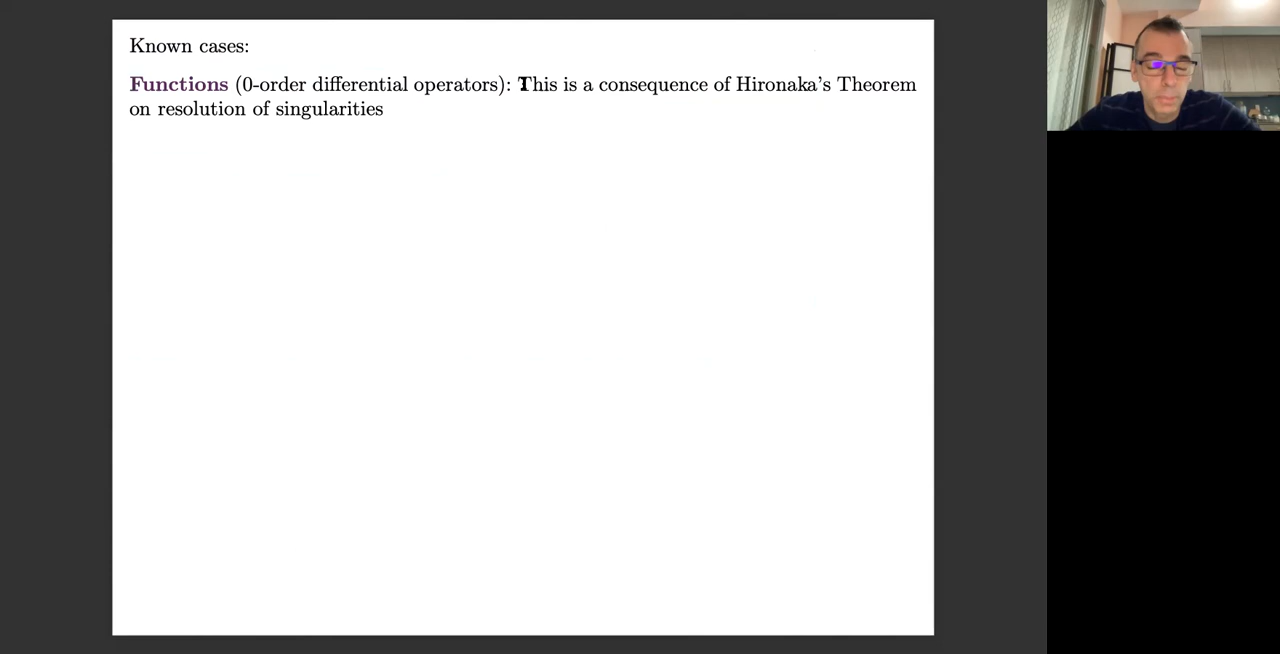 Known cases:
Functions (0-order differential operators): This is a consequence of Hironaka's Theorem
on resolution of singularities